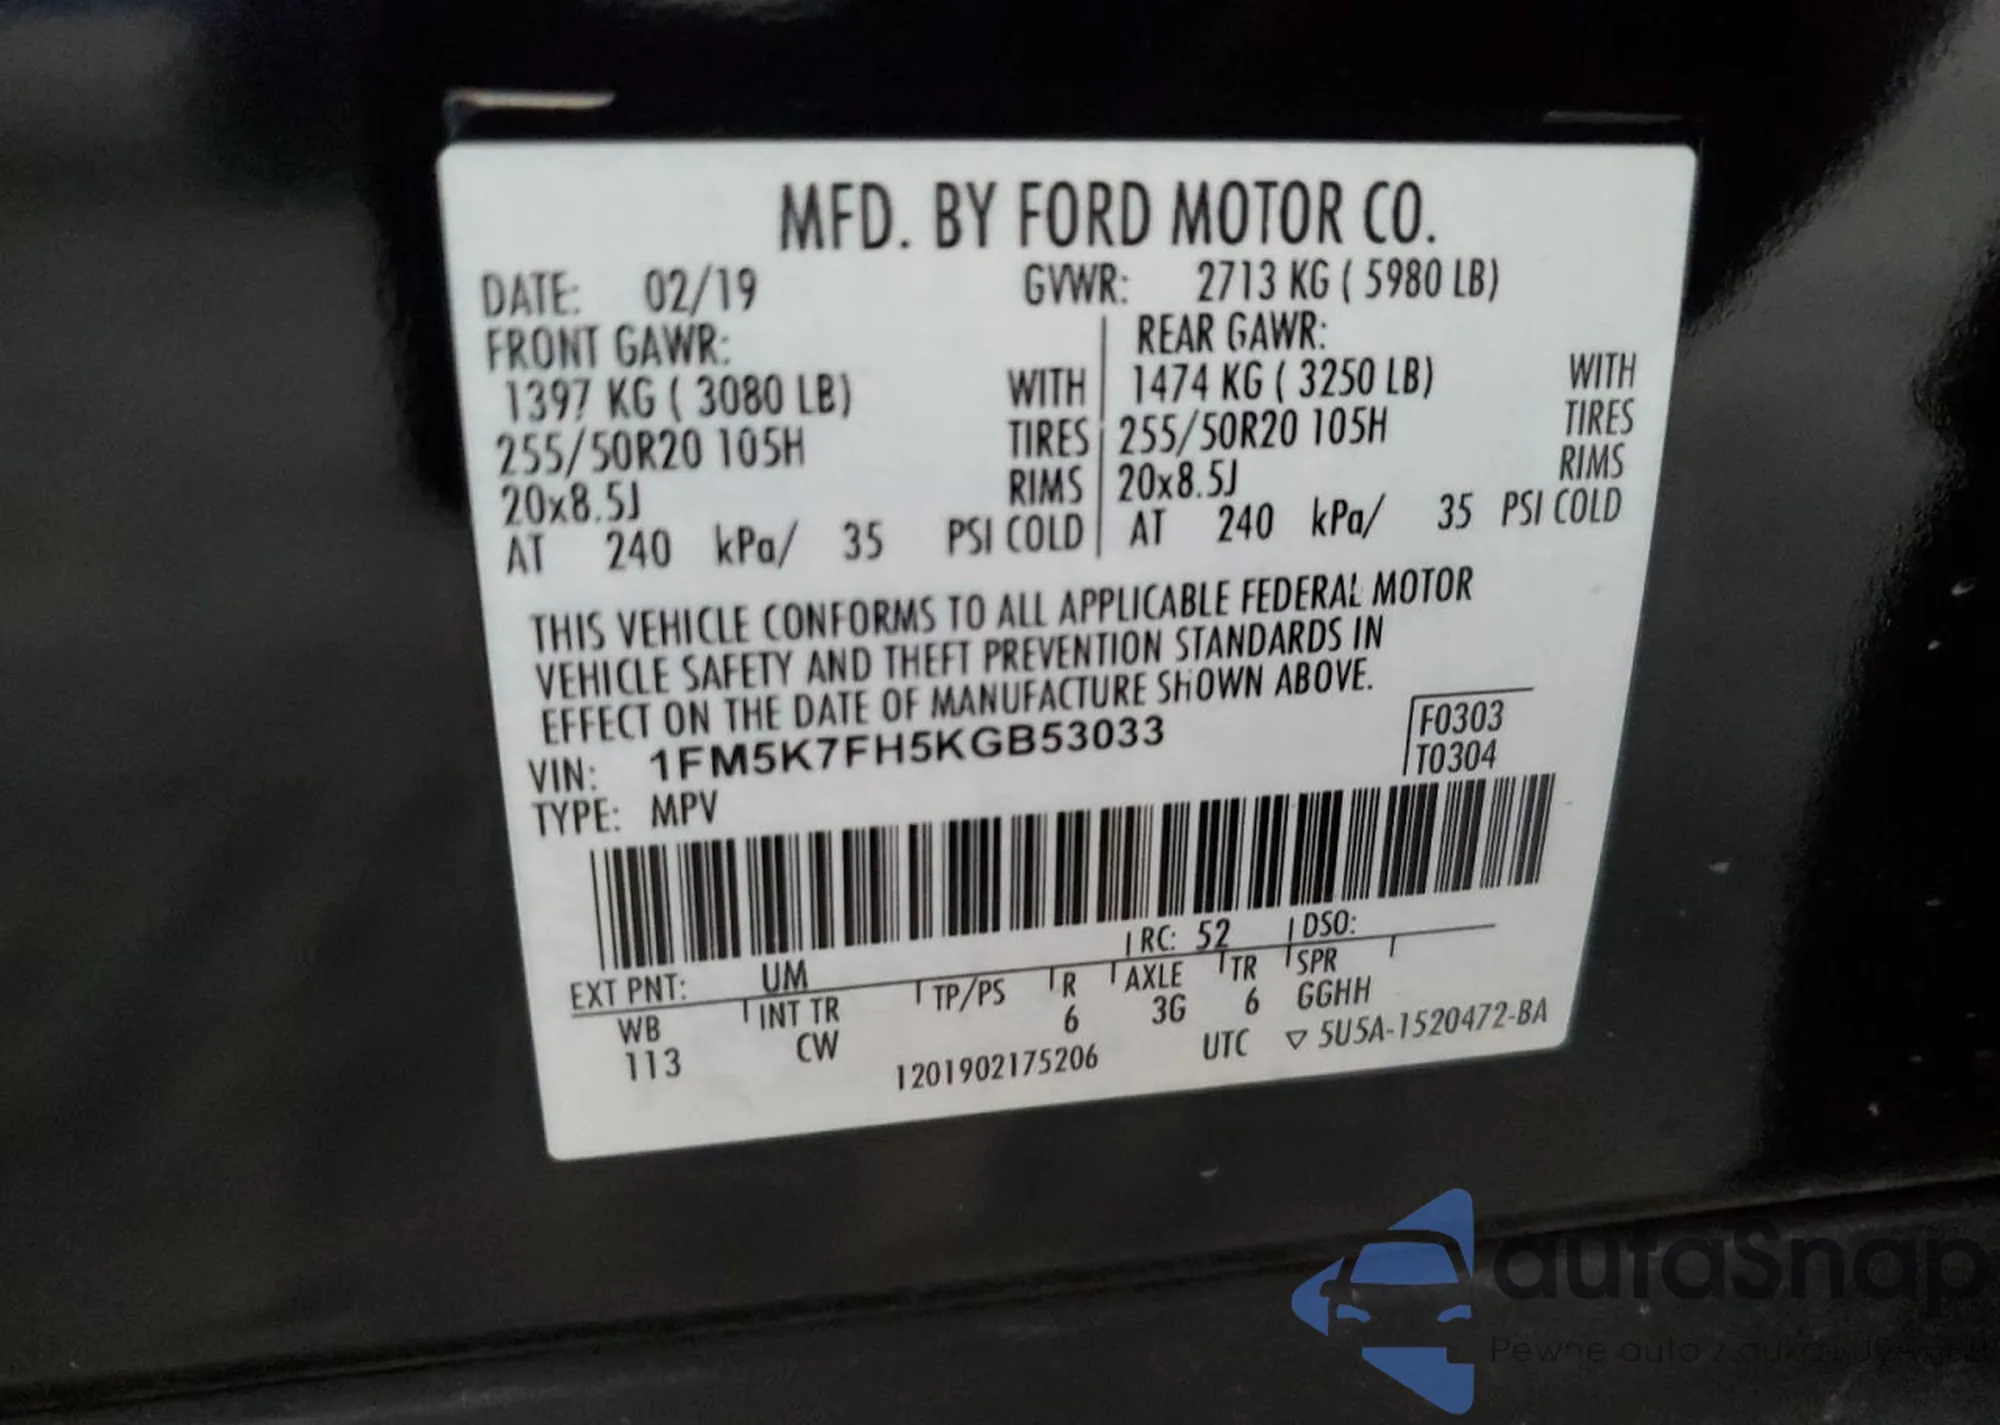 MFD. BY FORD MOTOR CO.
DATE: 02/19 GVWR: 2713 KG ( 5980 LB)
FRONT GAWR: REAR GAWR:
1397 KG ( 3080 LB) WITH 1474 KG ( 3250 LB) WITH
255/50R20 105H TIRES 255/50R20 105H TIRES
20x8.5J RIMS 20x8.5J RIMS
AT 240 kPa/ 35 PSI COLD AT 240 kPa/ 35 PSI COLD
THIS VEHICLE CONFORMS TO ALL APPLICABLE FEDERAL MOTOR
VEHICLE SAFETY AND THEFT PREVENTION STANDARDS IN
EFFECT ON THE DATE OF MANUFACTURE SHOWN ABOVE.
VIN: 1FM5K7FH5KGB53033 F0303
TYPE: MPV T0304
EXT PNT: UM RC: 52 DSO:
WB INT TR TP/PS R AXLE TR SPR
113 CW 6 3G 6 GGHH
1201902175206 UTC ▽ 5U5A-1520472-BA
autaSnap
Pewne auta z